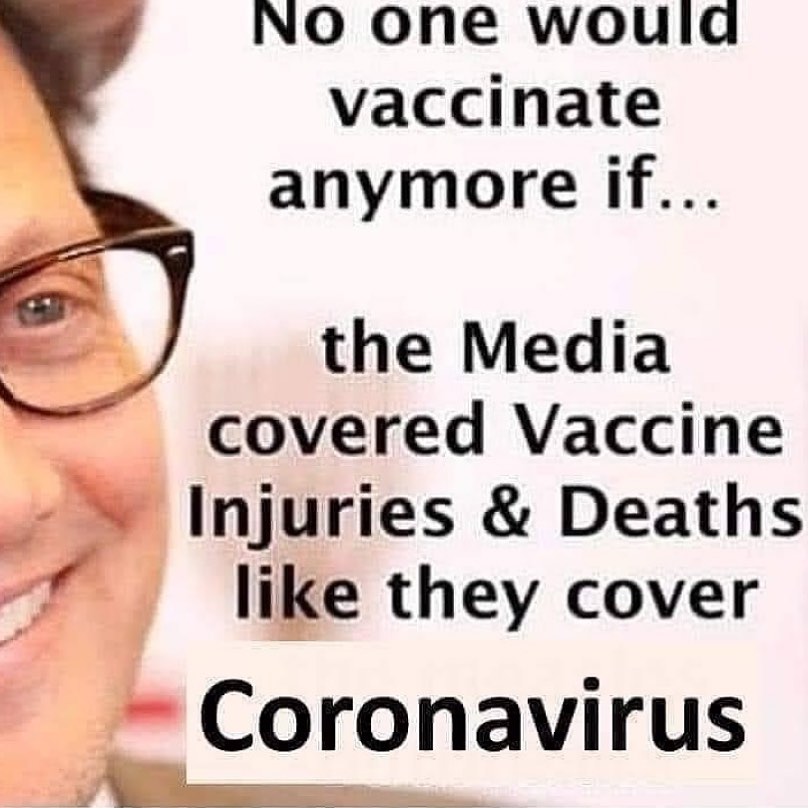 No one would
vaccinate
anymore if...
the Media
covered Vaccine
Injuries & Deaths
like they cover
Coronavirus